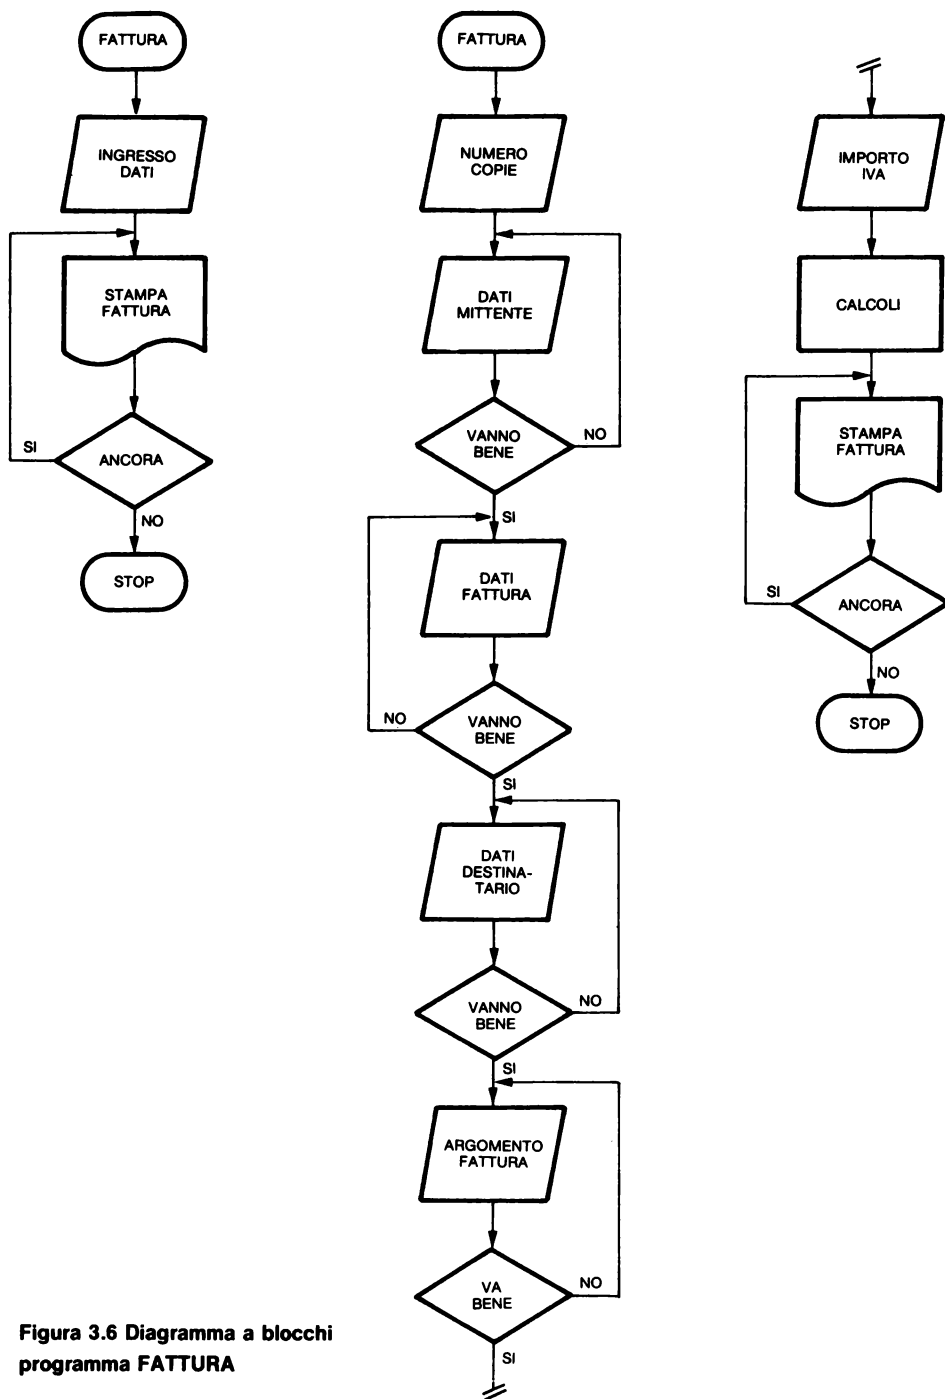 FATTURA
INGRESSO
DATI
STAMPA
FATTURA
SI
ANCORA
NO
STOP
FATTURA
NUMERO
COPIE
DATI
MITTENTE
VANNO
BENE
NO
SI
DATI
FATTURA
NO
VANNO
BENE
SI
DATI
DESTINA-
TARIO
VANNO
BENE
NO
SI
ARGOMENTO
FATTURA
VA
BENE
NO
SI
IMPORTO
IVA
CALCOLI
STAMPA
FATTURA
SI
ANCORA
NO
STOP
Figura 3.6 Diagramma a blocchi
programma FATTURA